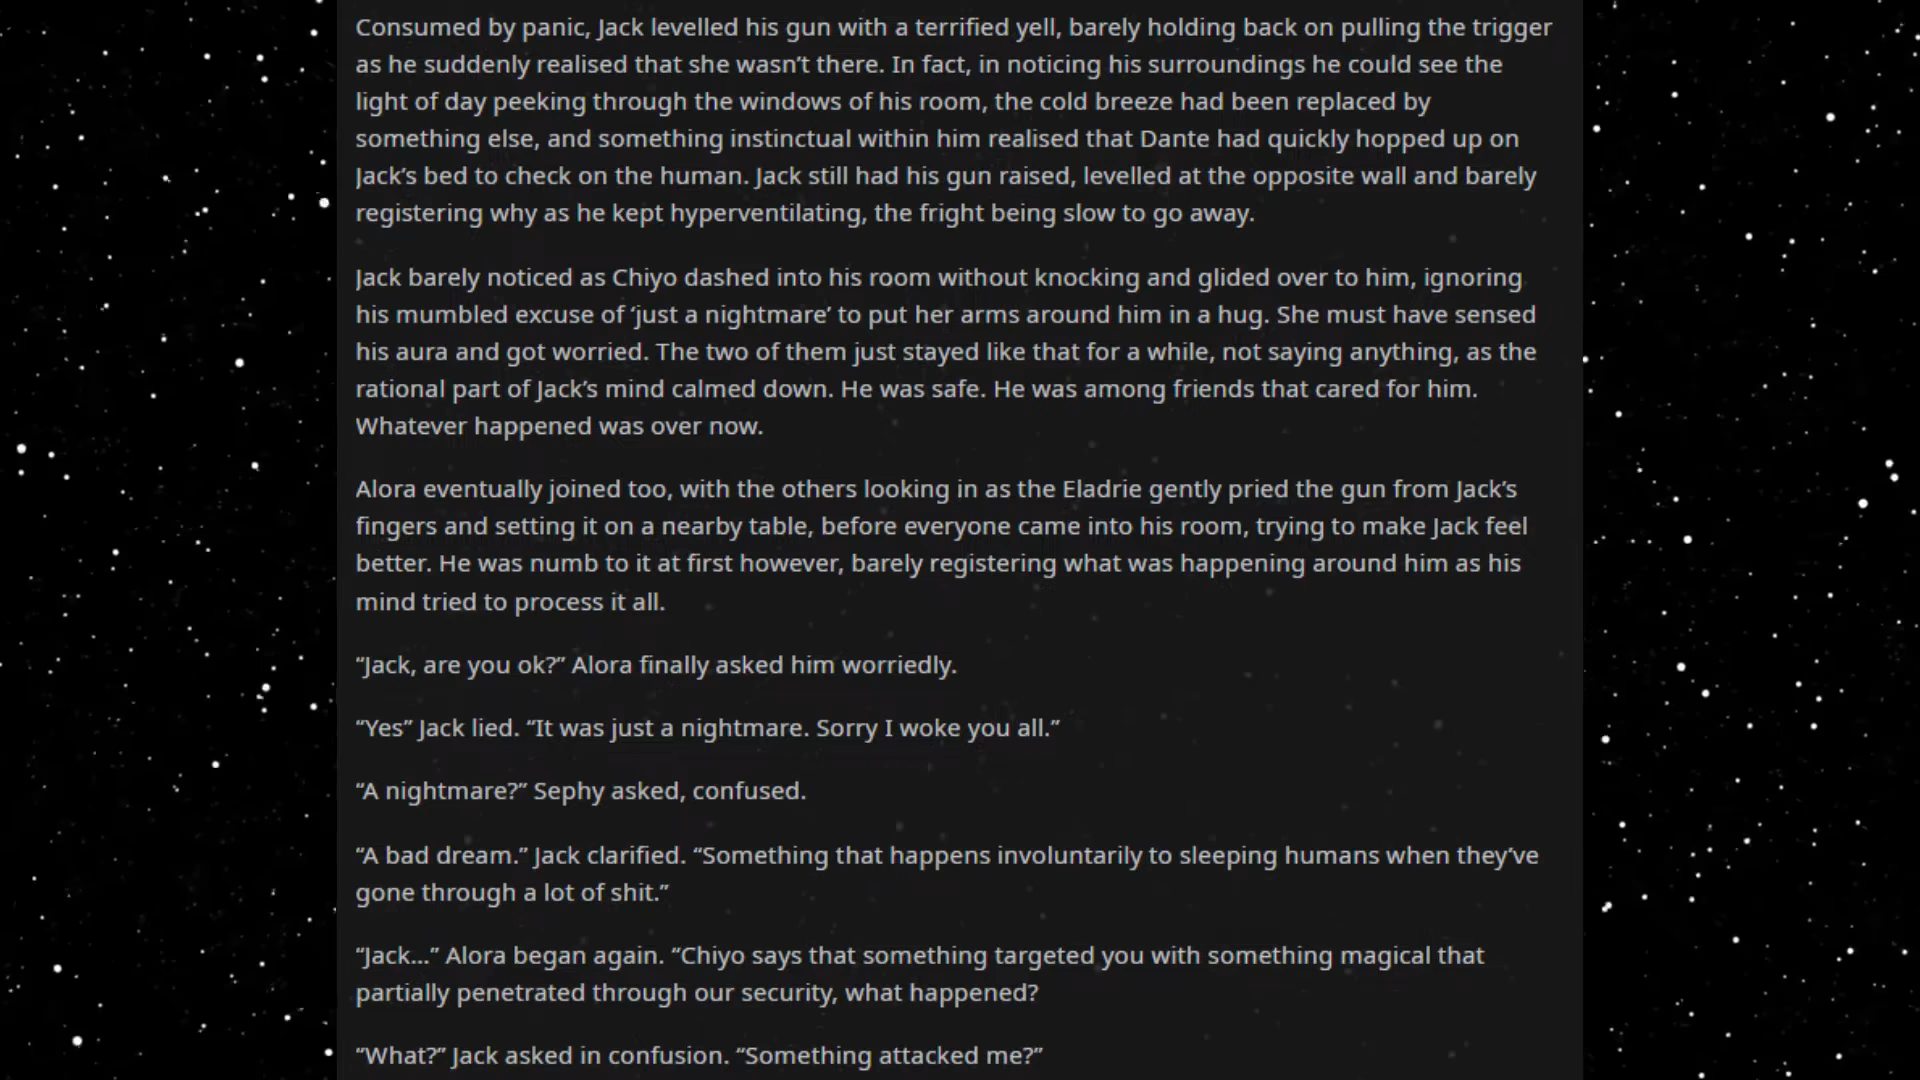 Consumed by panic, Jack levelled his gun with a terrified yell, barely holding back on pulling the trigger
as he suddenly realised that she wasn’t there. In fact, in noticing his surroundings he could see the
light of day peeking through the windows of his room, the cold breeze had been replaced by
something else, and something instinctual within him realised that Dante had quickly hopped up on
Jack’s bed to check on the human. Jack still had his gun raised, levelled at the opposite wall and barely
registering why as he kept hyperventilating, the fright being slow to go away.
Jack barely noticed as Chiyo dashed into his room without knocking and glided over to him, ignoring
his mumbled excuse of ‘just a nightmare’ to put her arms around him in a hug. She must have sensed
his aura and got worried. The two of them just stayed like that for a while, not saying anything, as the
rational part of Jack’s mind calmed down. He was safe. He was among friends that cared for him.
Whatever happened was over now.
Alora eventually joined too, with the others looking in as the Eladrie gently pried the gun from Jack’s
fingers and setting it on a nearby table, before everyone came into his room, trying to make Jack feel
better. He was numb to it at first however, barely registering what was happening around him as his
mind tried to process it all.
“Jack, are you ok?” Alora finally asked him worriedly.
“Yes” Jack lied. “It was just a nightmare. Sorry I woke you all.”
“A nightmare?” Sephy asked, confused.
“A bad dream.” Jack clarified. “Something that happens involuntarily to sleeping humans when they’ve
gone through a lot of shit.”
“Jack…” Alora began again. “Chiyo says that something targeted you with something magical that
partially penetrated through our security, what happened?
“What?” Jack asked in confusion. “Something attacked me?”